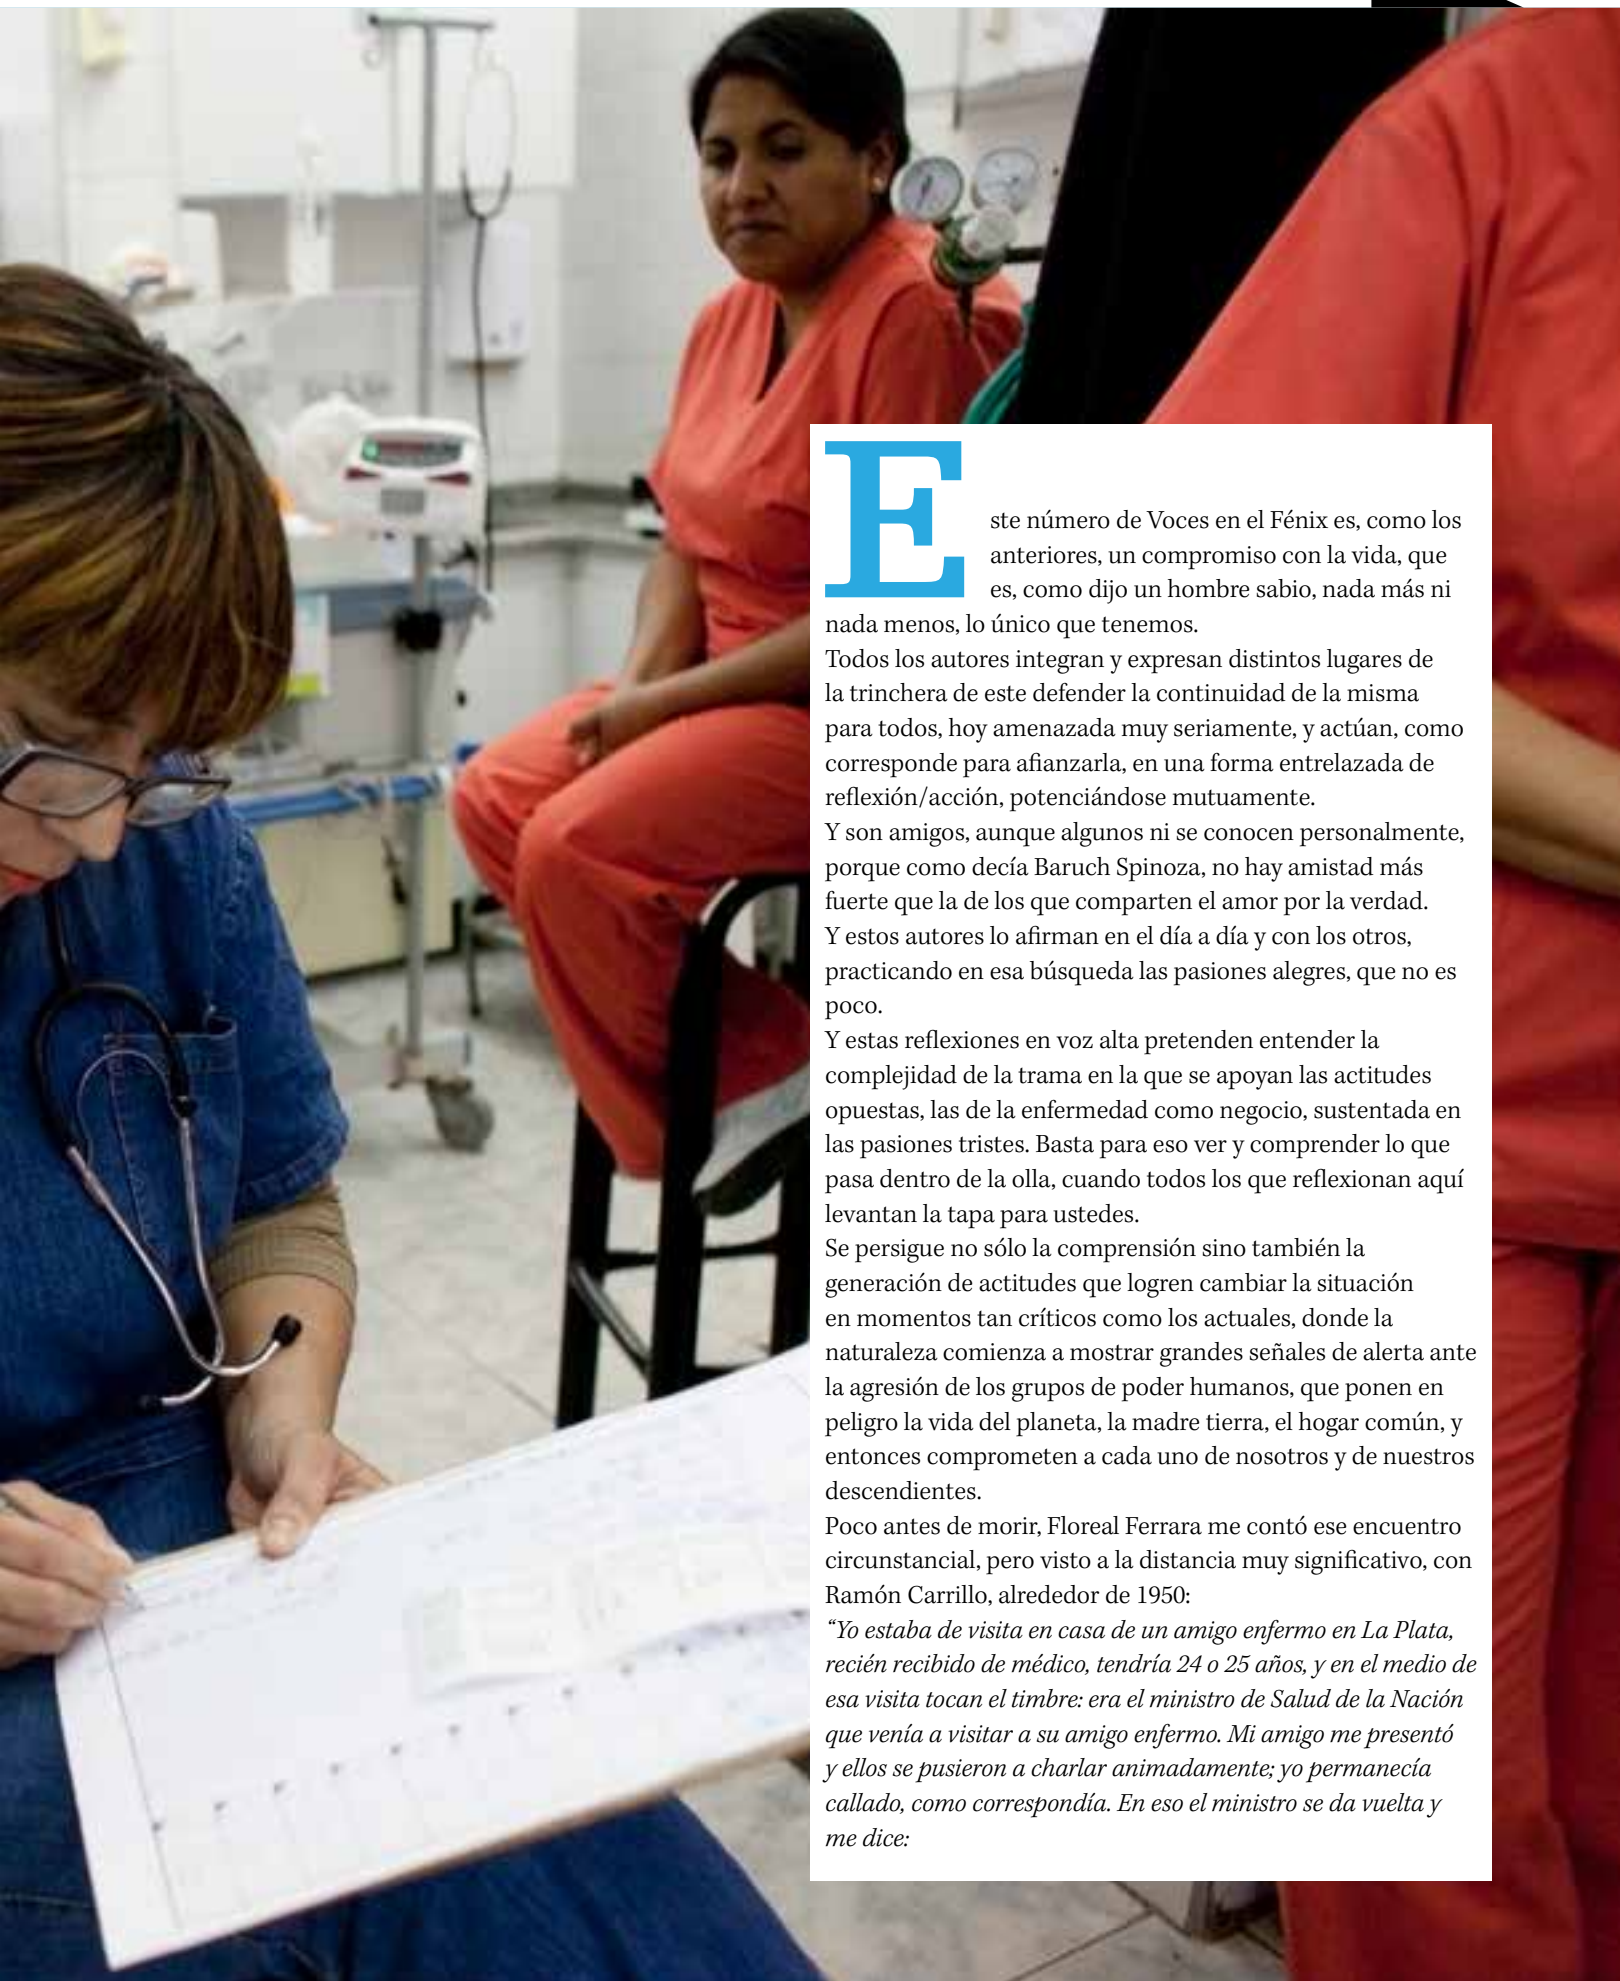 Este número de Voces en el Fénix es, como los
anteriores, un compromiso con la vida, que
es, como dijo un hombre sabio, nada más ni
nada menos, lo único que tenemos.
Todos los autores integran y expresan distintos lugares de
la trinchera de este defender la continuidad de la misma
para todos, hoy amenazada muy seriamente, y actúan, como
corresponde para afianzarla, en una forma entrelazada de
reflexión/acción, potenciándose mutuamente.
Y son amigos, aunque algunos ni se conocen personalmente,
porque como decía Baruch Spinoza, no hay amistad más
fuerte que la de los que comparten el amor por la verdad.
Y estos autores lo afirman en el día a día y con los otros,
practicando en esa búsqueda las pasiones alegres, que no es
poco.
Y estas reflexiones en voz alta pretenden entender la
complejidad de la trama en la que se apoyan las actitudes
opuestas, las de la enfermedad como negocio, sustentada en
las pasiones tristes. Basta para eso ver y comprender lo que
pasa dentro de la olla, cuando todos los que reflexionan aquí
levantan la tapa para ustedes.
Se persigue no sólo la comprensión sino también la
generación de actitudes que logren cambiar la situación
en momentos tan críticos como los actuales, donde la
naturaleza comienza a mostrar grandes señales de alerta ante
la agresión de los grupos de poder humanos, que ponen en
peligro la vida del planeta, la madre tierra, el hogar común, y
entonces comprometen a cada uno de nosotros y de nuestros
descendientes.
Poco antes de morir, Floreal Ferrara me contó ese encuentro
circunstancial, pero visto a la distancia muy significativo, con
Ramón Carrillo, alrededor de 1950:
“Yo estaba de visita en casa de un amigo enfermo en La Plata,
recién recibido de médico, tendría 24 o 25 años, y en el medio de
esa visita tocan el timbre: era el ministro de Salud de la Nación
que venía a visitar a su amigo enfermo. Mi amigo me presentó
y ellos se pusieron a charlar animadamente; yo permanecía
callado, como correspondía. En eso el ministro se da vuelta y
me dice: